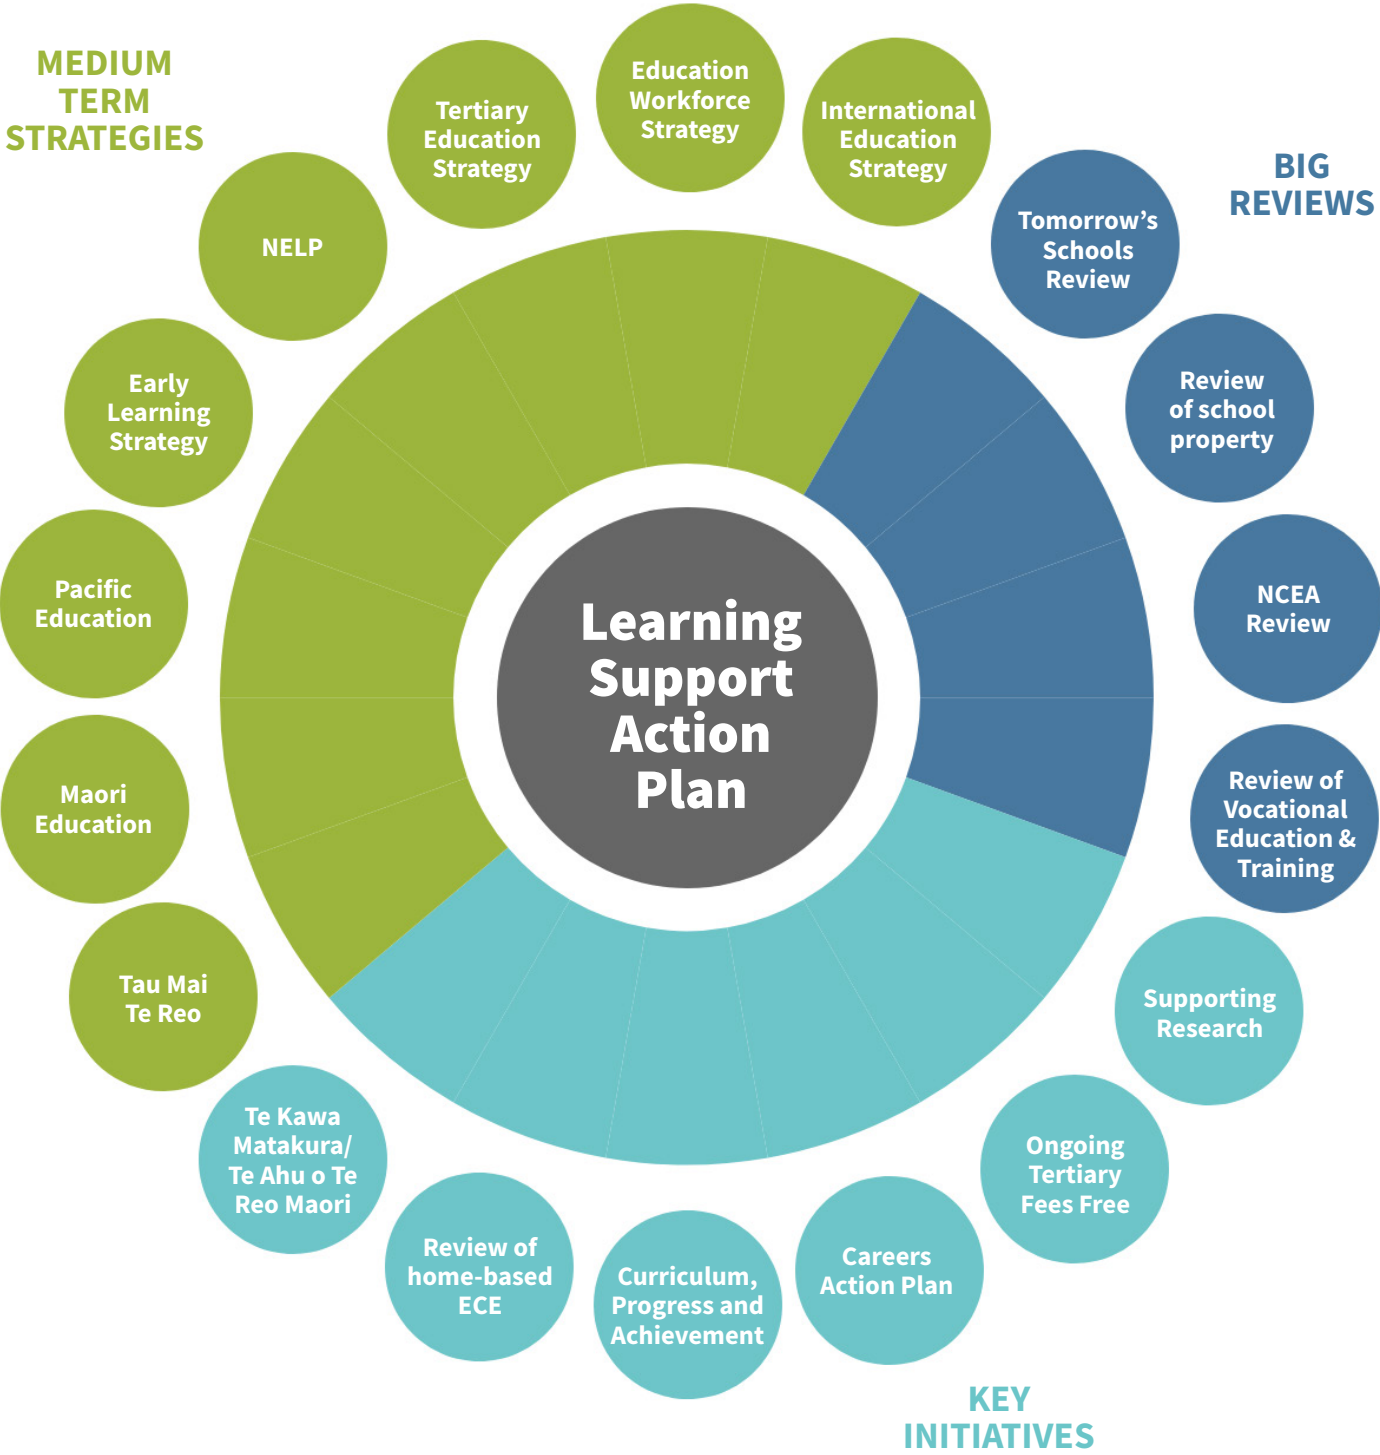 MEDIUM
TERM
STRATEGIES
Education
Workforce
Strategy
Tertiary
Education
Strategy
International
Education
Strategy
BIG
REVIEWS
NELP
Tomorrow’s
Schools
Review
Early
Learning
Strategy
Review
of school
property
Pacific
Education
NCEA
Review
Learning
Support
Action
Plan
Maori
Education
Review of
Vocational
Education &
Training
Tau Mai
Te Reo
Supporting
Research
Te Kawa
Matakura/
Te Ahu o Te
Reo Maori
Ongoing
Tertiary
Fees Free
Review of
home-based
ECE
Curriculum,
Progress and
Achievement
Careers
Action Plan
KEY
INITIATIVES